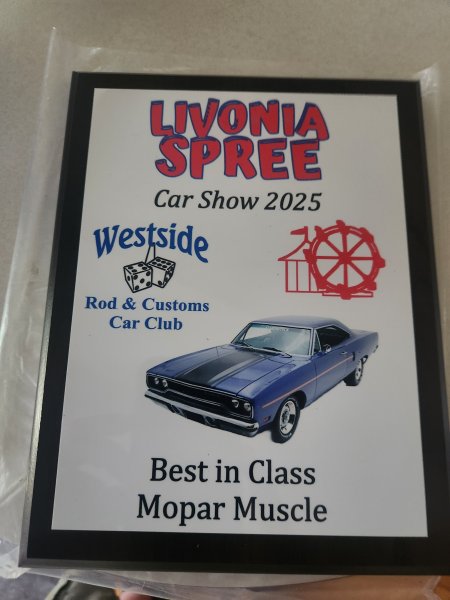 LIVONIA
SPREE
Car Show 2025
Westside
Rod & Customs
Car Club
Best in Class
Mopar Muscle